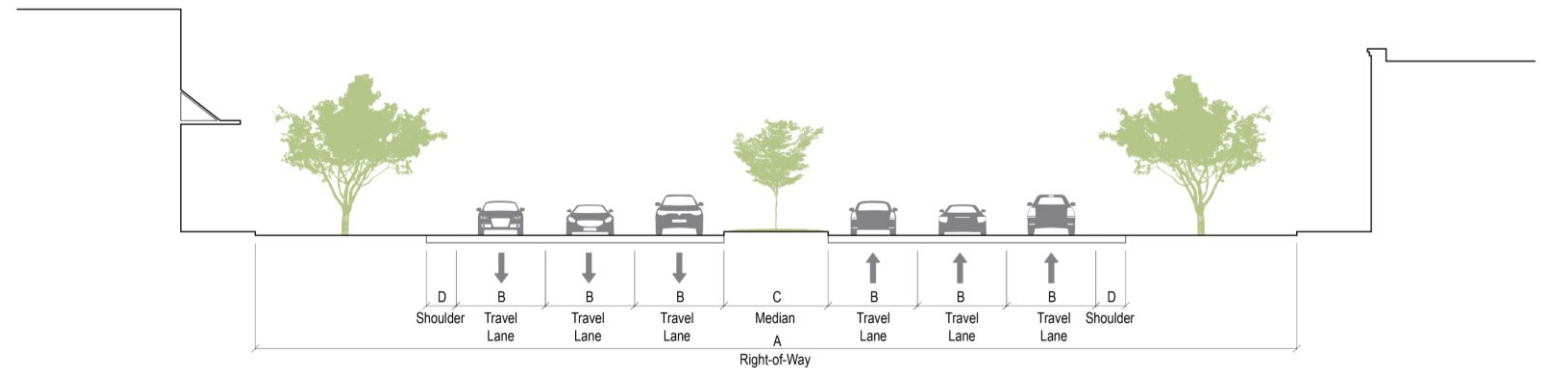 D B B B C B B B D
Shoulder Travel Travel Travel Median Travel Travel Travel Shoulder
Lane Lane Lane Lane Lane Lane
A
Right-of-Way